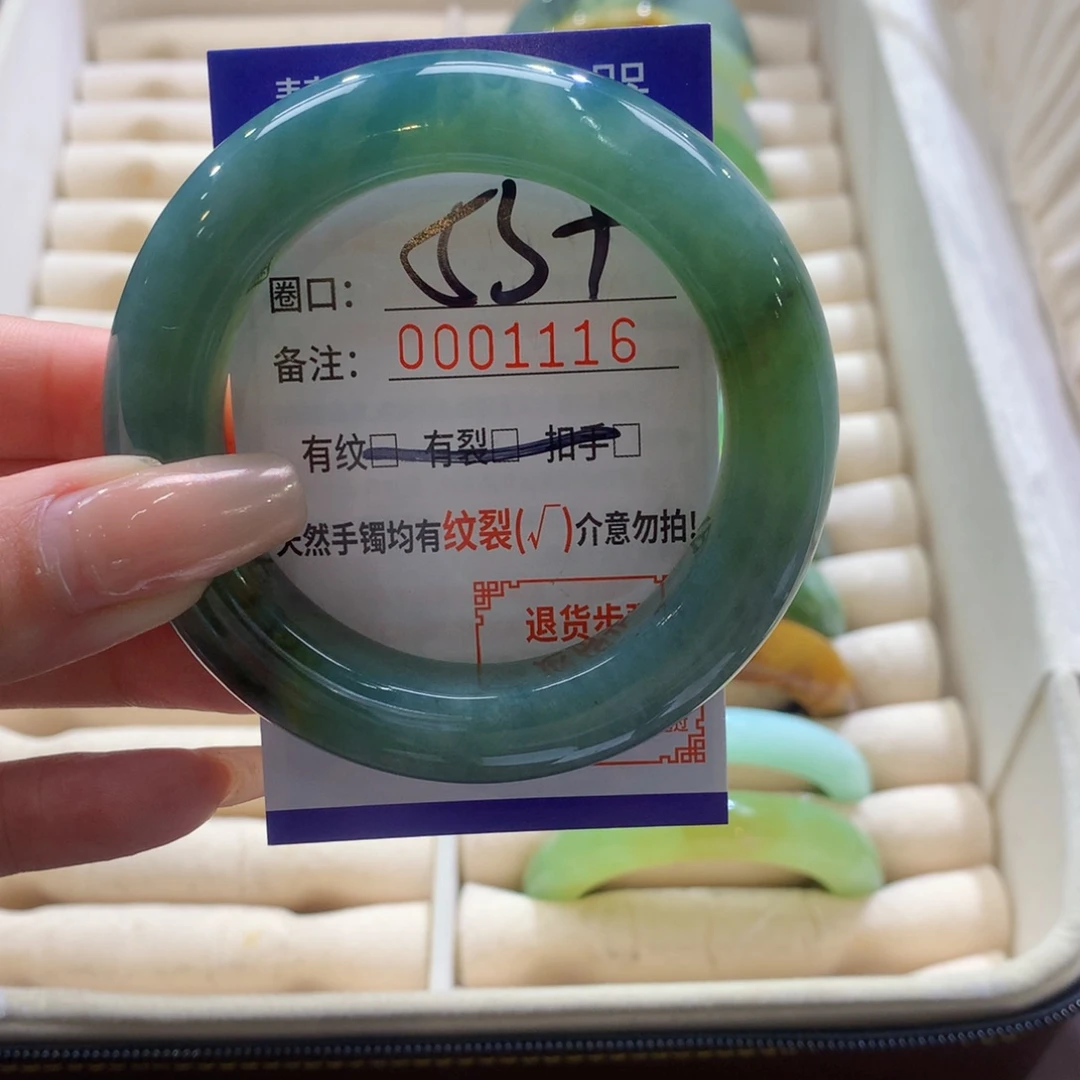 圈口:
备注: 0001116
有纹□ 有裂□ 扣手□
天然手镯均有纹裂(√)介意勿拍!
退货步